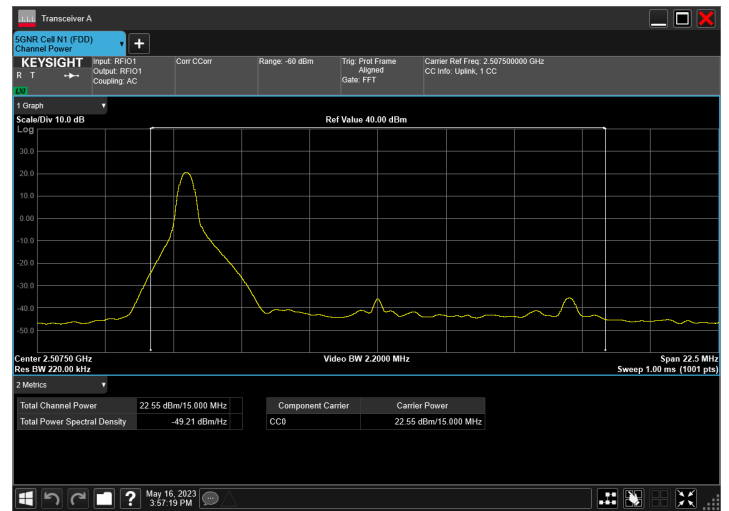 Transceiver A
5GNR Cell N1 (FDD)
Channel Power
KEYSIGHT
R T
LXI
Input: RFIO1
Output: RFIO1
Coupling: AC
Corr CCorr
Range: -60 dBm
Trig: Prot Frame
Aligned
Gate: FFT
Carrier Ref Freq: 2.507500000 GHz
CC Info: Uplink, 1 CC
1 Graph
Scale/Div 10.0 dB
Ref Value 40.00 dBm
Log
30.0
20.0
10.0
0.00
-10.0
-20.0
-30.0
-40.0
-50.0
Center 2.50750 GHz
Video BW 2.2000 MHz
Span 22.5 MHz
Res BW 220.00 kHz
Sweep 1.00 ms (1001 pts)
2 Metrics
Total Channel Power 22.55 dBm/15.000 MHz
Total Power Spectral Density -49.21 dBm/Hz
Component Carrier Carrier Power
CC0 22.55 dBm/15.000 MHz
May 16, 2023
3:57:19 PM